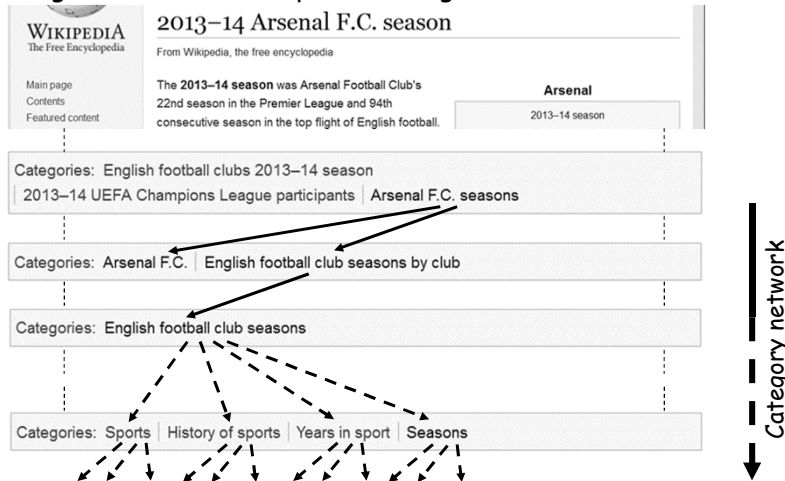 2013–14 Arsenal F.C. season
WIKIPEDIA
The Free Encyclopedia
From Wikipedia, the free encyclopedia
Main page
Contents
Featured content
The 2013–14 season was Arsenal Football Club's
22nd season in the Premier League and 94th
consecutive season in the top flight of English football.
Arsenal
2013–14 season
Categories: English football clubs 2013–14 season
2013–14 UEFA Champions League participants | Arsenal F.C. seasons
Categories: Arsenal F.C. | English football club seasons by club
Categories: English football club seasons
Categories: Sports | History of sports | Years in sport | Seasons
Category network